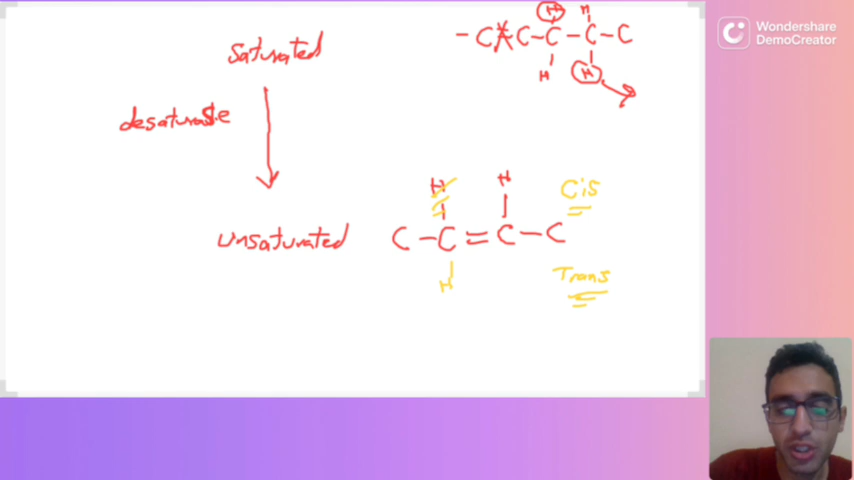 Wondershare
DemoCreator
H H
- C C - C - C - C
H H
Saturated
desaturase
H H Cis
Unsaturated C - C = C - C
H Trans